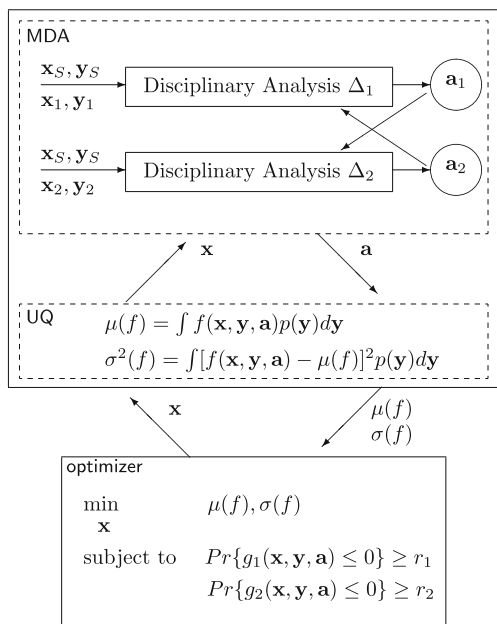 MDA
𝐱_S, 𝐲_S
𝐱_1, 𝐲_1
Disciplinary Analysis Δ_1
𝐚_1
𝐱_S, 𝐲_S
𝐱_2, 𝐲_2
Disciplinary Analysis Δ_2
𝐚_2
𝐱
𝐚
UQ
μ(f) = ∫ f(𝐱, 𝐲, 𝐚)p(𝐲)d𝐲
σ²(f) = ∫[f(𝐱, 𝐲, 𝐚) − μ(f)]²p(𝐲)d𝐲
𝐱
μ(f)
σ(f)
optimizer
min μ(f), σ(f)
𝐱
subject to Pr{g_1(𝐱, 𝐲, 𝐚) ≤ 0} ≥ r_1
Pr{g_2(𝐱, 𝐲, 𝐚) ≤ 0} ≥ r_2